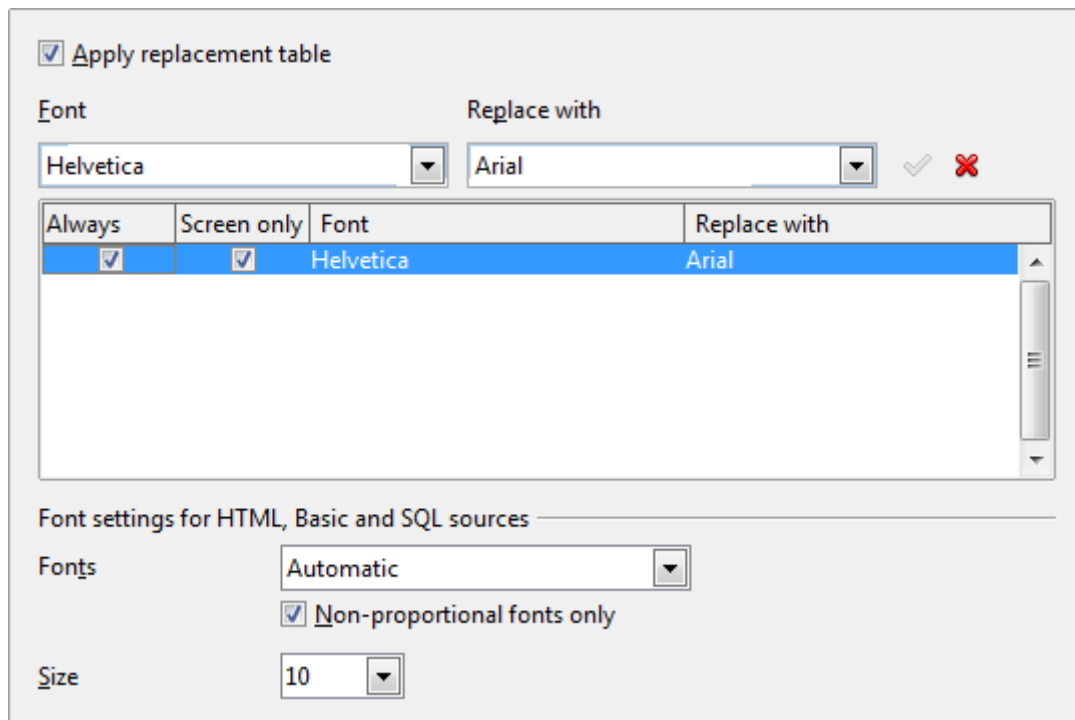 Apply replacement table
Font Replace with
Helvetica Arial
Always Screen only Font Replace with
Helvetica Arial
Font settings for HTML, Basic and SQL sources
Fonts Automatic
Non-proportional fonts only
Size 10